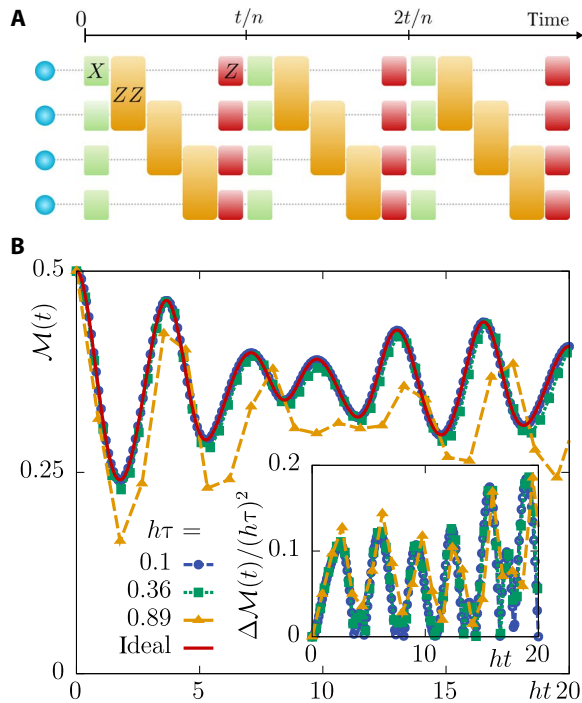 A
0 t/n 2t/n Time
X Z
ZZ
B
0.5
0.25
0
M(t)
hτ =
0.1
0.36
0.89
Ideal
0.2
0.1
0
ΔM(t)/(hτ)²
0 10 ht 20
0 5 10 15 ht 20